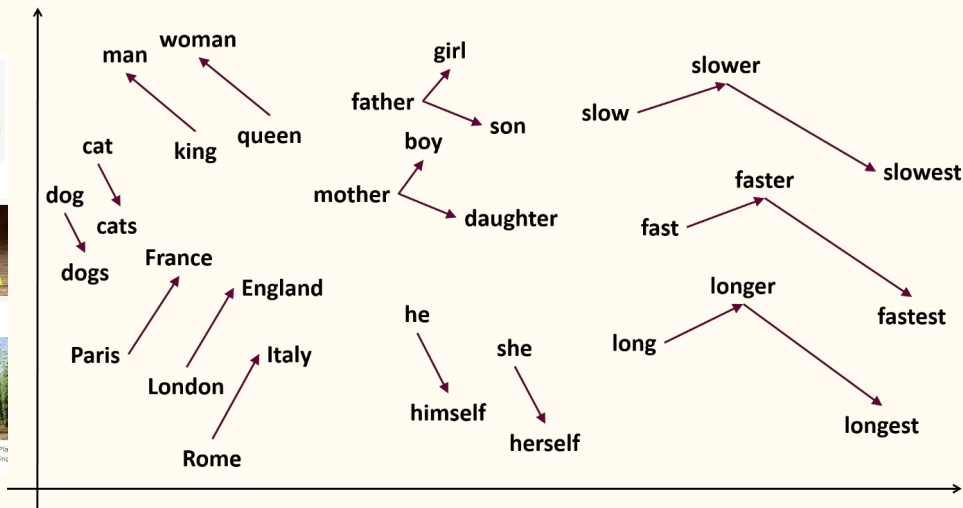 woman
man
girl
slower
father
slow
son
queen
boy
cat
king
slowest
faster
dog
mother
daughter
cats
fast
France
dogs
England
longer
he
fastest
long
she
Paris
Italy
London
himself
longest
herself
Rome